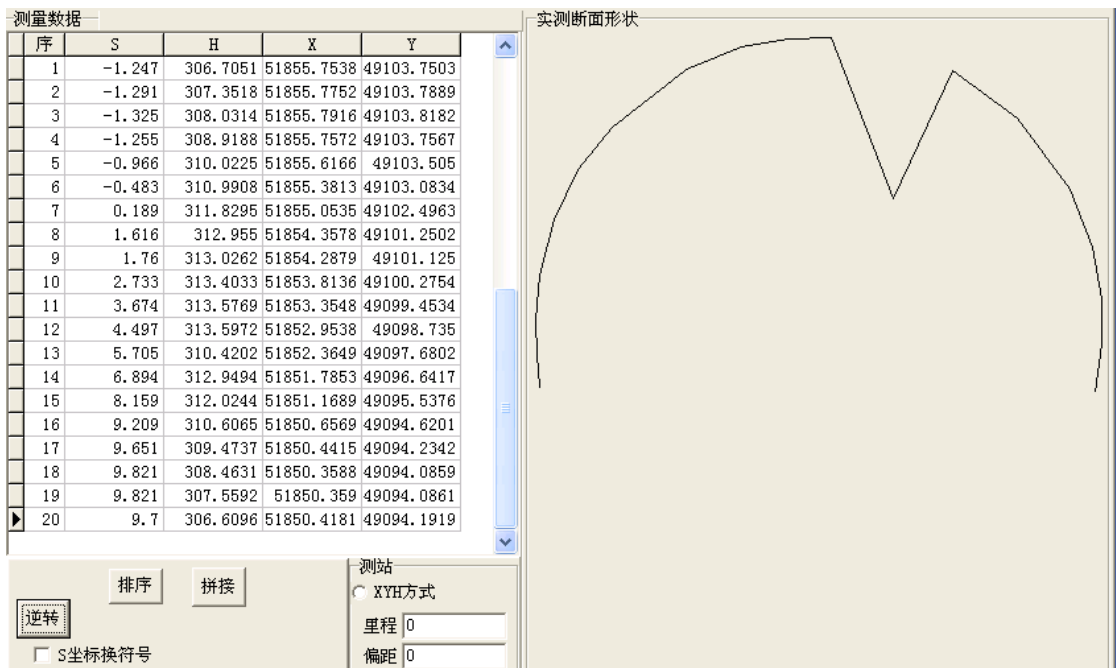 测量数据
实测断面形状
序 S H X Y
1 -1.247 306.7051 51855.7538 49103.7503
2 -1.291 307.3518 51855.7752 49103.7889
3 -1.325 308.0314 51855.7916 49103.8182
4 -1.255 308.9188 51855.7572 49103.7567
5 -0.966 310.0225 51855.6166 49103.505
6 -0.483 310.9908 51855.3813 49103.0834
7 0.189 311.8295 51855.0535 49102.4963
8 1.616 312.955 51854.3578 49101.2502
9 1.76 313.0262 51854.2879 49101.125
10 2.733 313.4033 51853.8136 49100.2754
11 3.674 313.5769 51853.3548 49099.4534
12 4.497 313.5972 51852.9538 49098.735
13 5.705 310.4202 51852.3649 49097.6802
14 6.894 312.9494 51851.7853 49096.6417
15 8.159 312.0244 51851.1689 49095.5376
16 9.209 310.6065 51850.6569 49094.6201
17 9.651 309.4737 51850.4415 49094.2342
18 9.821 308.4631 51850.3588 49094.0859
19 9.821 307.5592 51850.359 49094.0861
20 9.7 306.6096 51850.4181 49094.1919
排序 拼接
逆转
S坐标换符号
测站
XYH方式
里程 0
偏距 0